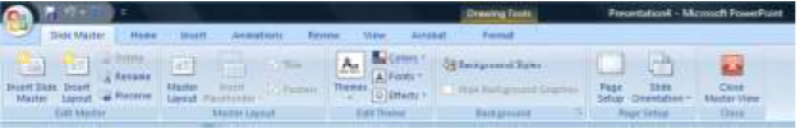 Drawing Tools Presentation4 - Microsoft PowerPoint
Slide Master Home Insert Animations Review View Acrobat Format
Insert Slide Master
Insert Layout
Delete
Rename
Preserve
Edit Master
Master Layout
Insert Placeholder
Title
Footers
Master Layout
Themes
Colors
Fonts
Effects
Edit Theme
Background Styles
Hide Background Graphics
Background
Page Setup
Slide Orientation
Page Setup
Close Master View
Close